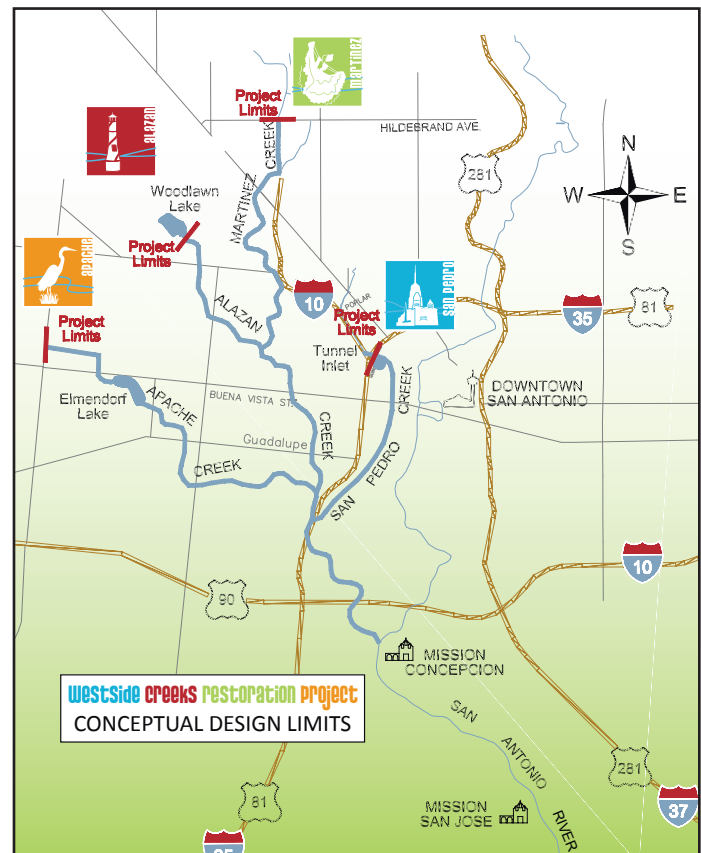 MARTINEZ
Project
Limits
HILDEBRAND AVE.
ALAZAN
CREEK
MARTINEZ
281
N
W E
S
Woodlawn
Lake
Project
Limits
APACHE
SAN PEDRO
10
POPLAR
35
81
Project
Limits
Project
Limits
Tunnel
Inlet
ALAZAN
CREEK
Elmendorf
Lake
APACHE
CREEK
BUENA VISTA ST.
Guadalupe
CREEK
SAN PEDRO
CREEK
DOWNTOWN
SAN ANTONIO
10
90
MISSION
CONCEPCION
westside creeks restoration project
CONCEPTUAL DESIGN LIMITS
SAN
ANTONIO
RIVER
281
81
37
MISSION
SAN JOSE
35